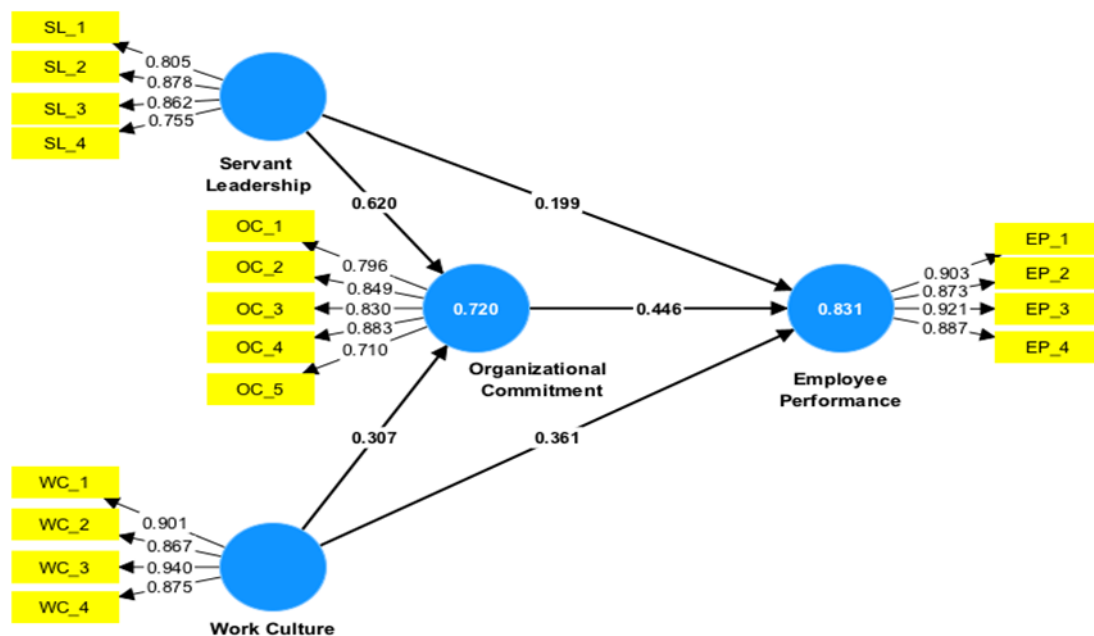 SL_1
SL_2
SL_3
SL_4
0.805
0.878
0.862
0.755
Servant
Leadership
0.620
0.199
OC_1
OC_2
OC_3
OC_4
OC_5
0.796
0.849
0.830
0.883
0.710
0.720
Organizational
Commitment
0.446
0.831
Employee
Performance
0.903
0.873
0.921
0.887
EP_1
EP_2
EP_3
EP_4
0.307
0.361
WC_1
WC_2
WC_3
WC_4
0.901
0.867
0.940
0.875
Work Culture